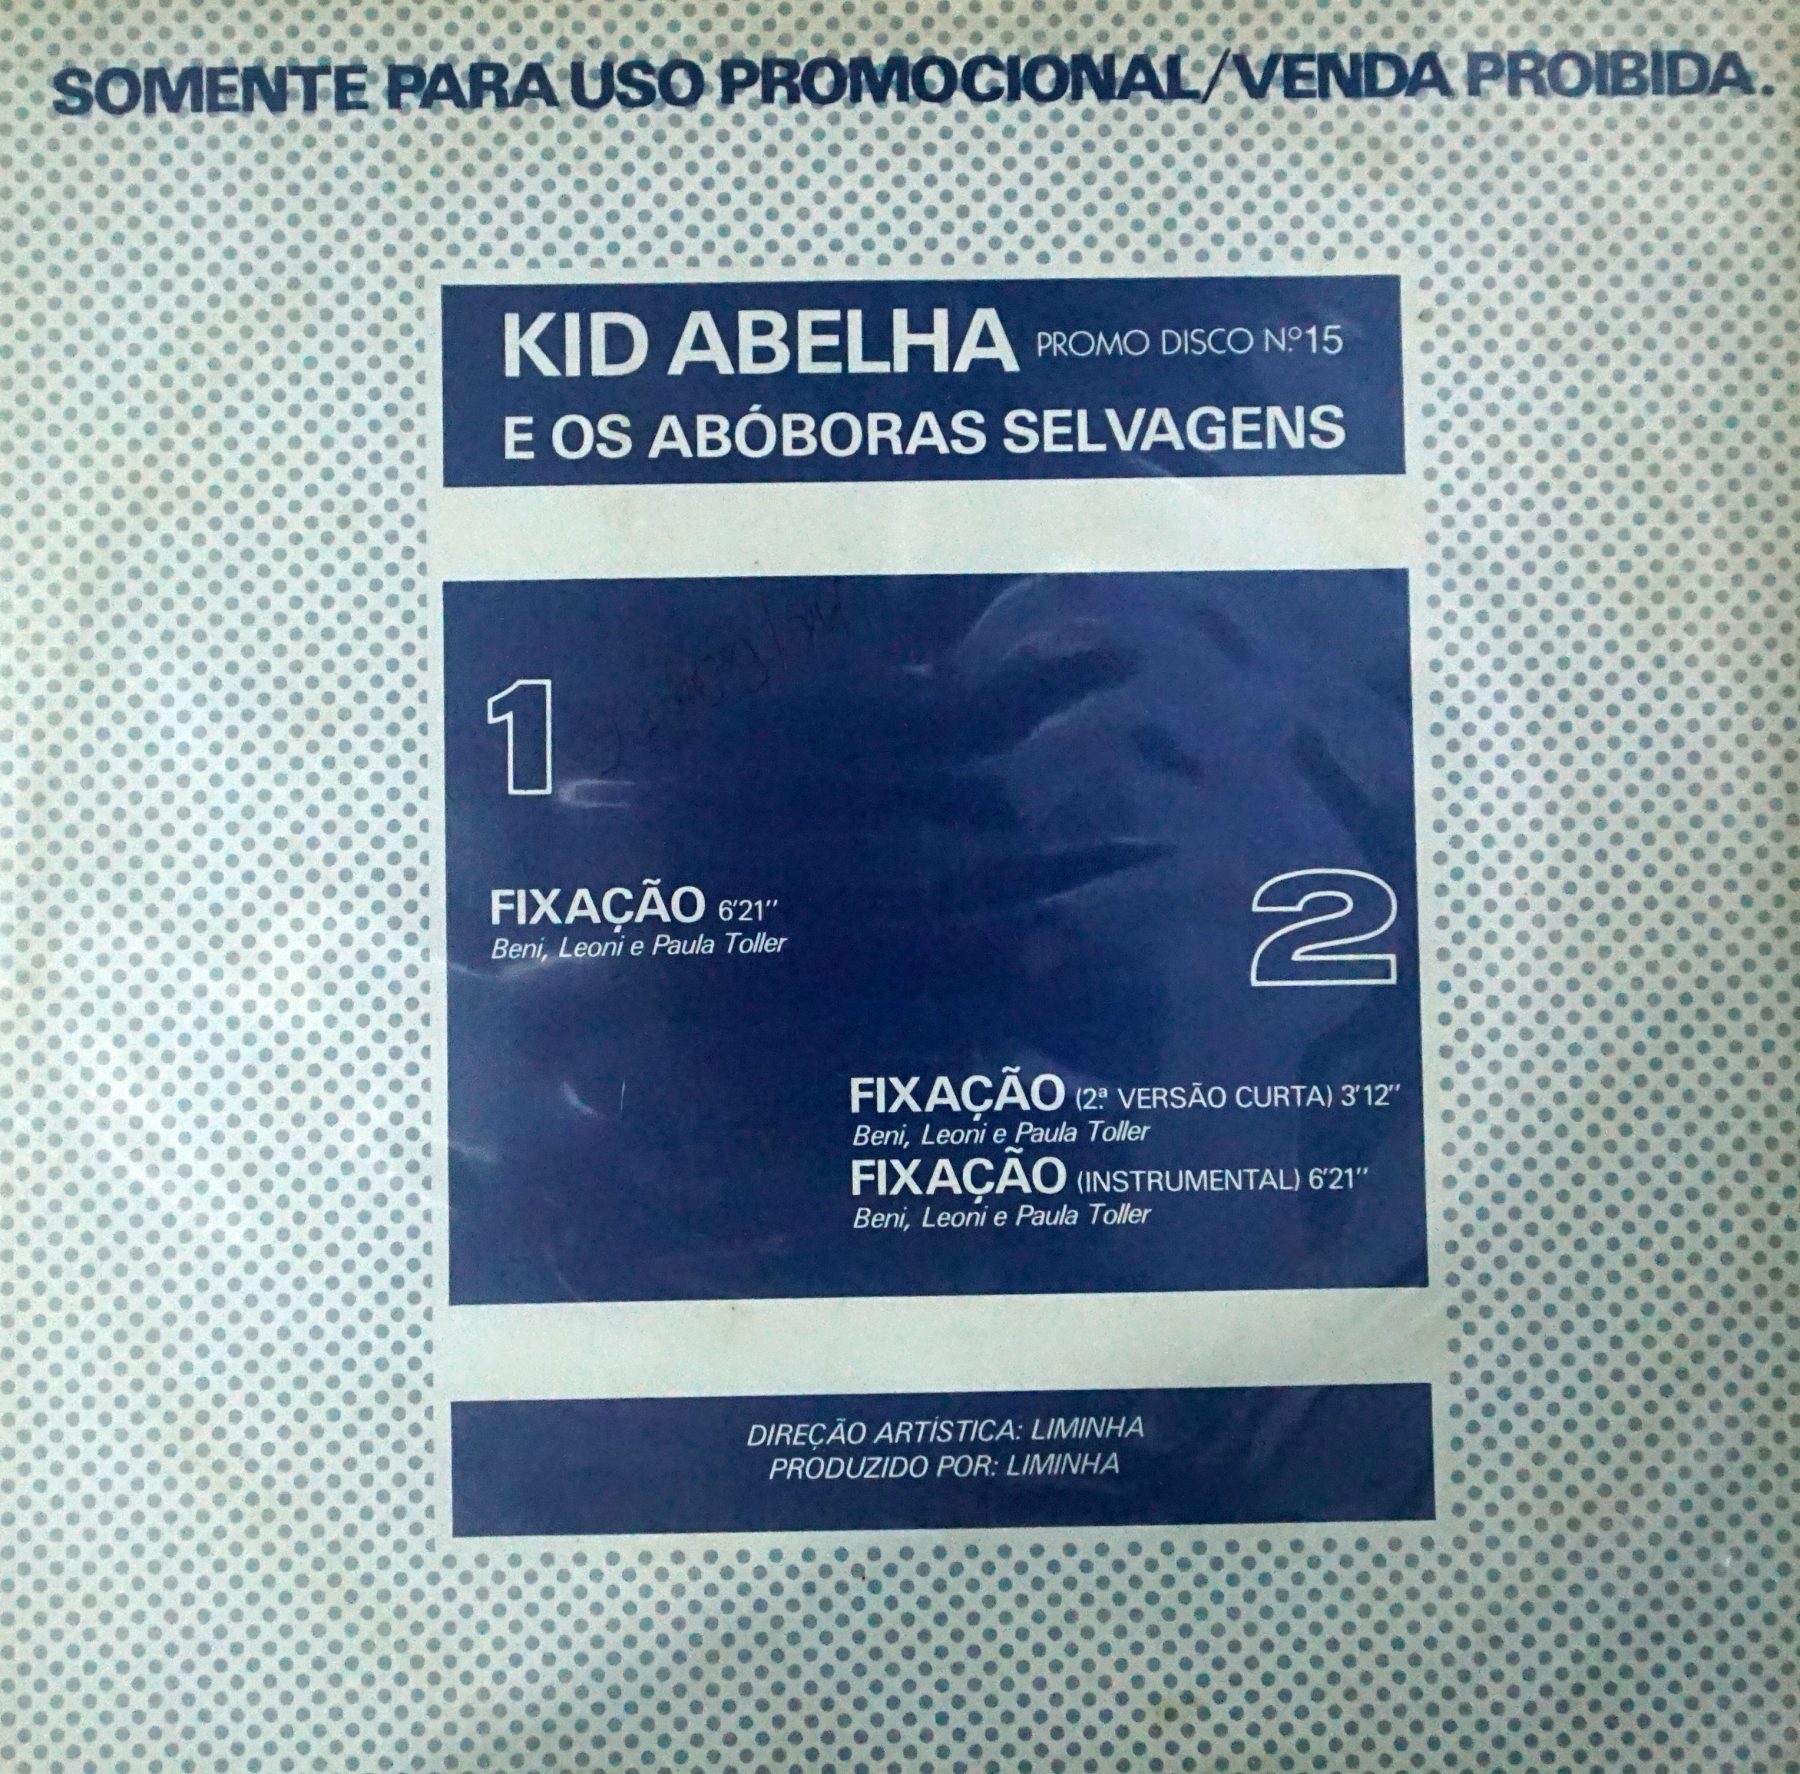 SOMENTE PARA USO PROMOCIONAL/VENDA PROIBIDA.
KID ABELHA PROMO DISCO N.º 15
E OS ABÓBORAS SELVAGENS
1
FIXAÇÃO 6'21''
Beni, Leoni e Paula Toller
2
FIXAÇÃO (2.ª VERSÃO CURTA) 3'12''
Beni, Leoni e Paula Toller
FIXAÇÃO (INSTRUMENTAL) 6'21''
Beni, Leoni e Paula Toller
DIREÇÃO ARTÍSTICA: LIMINHA
PRODUZIDO POR: LIMINHA